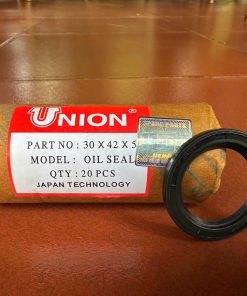 UNION
PART NO : 30 X 42 X 5
MODEL : OIL SEAL
QTY : 20 PCS
JAPAN TECHNOLOGY